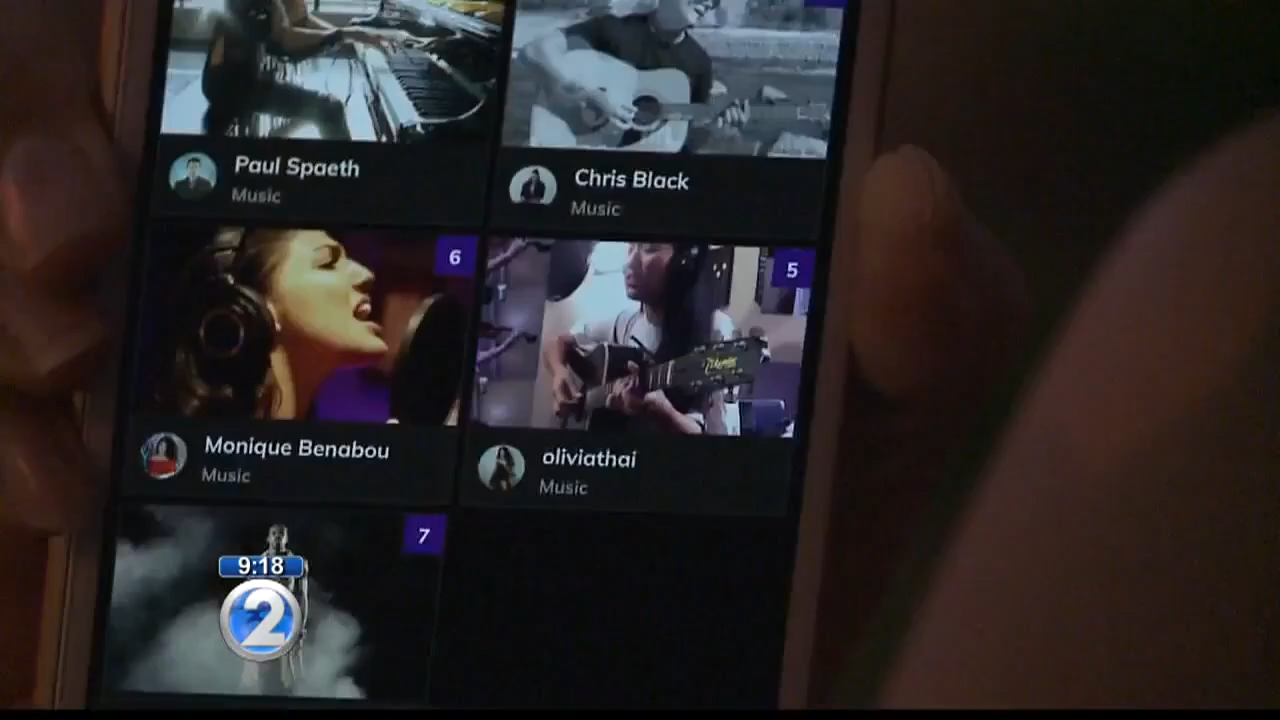 Paul Spaeth
Music
Chris Black
Music
6
5
Monique Benabou
Music
oliviathai
Music
7
9:18
2